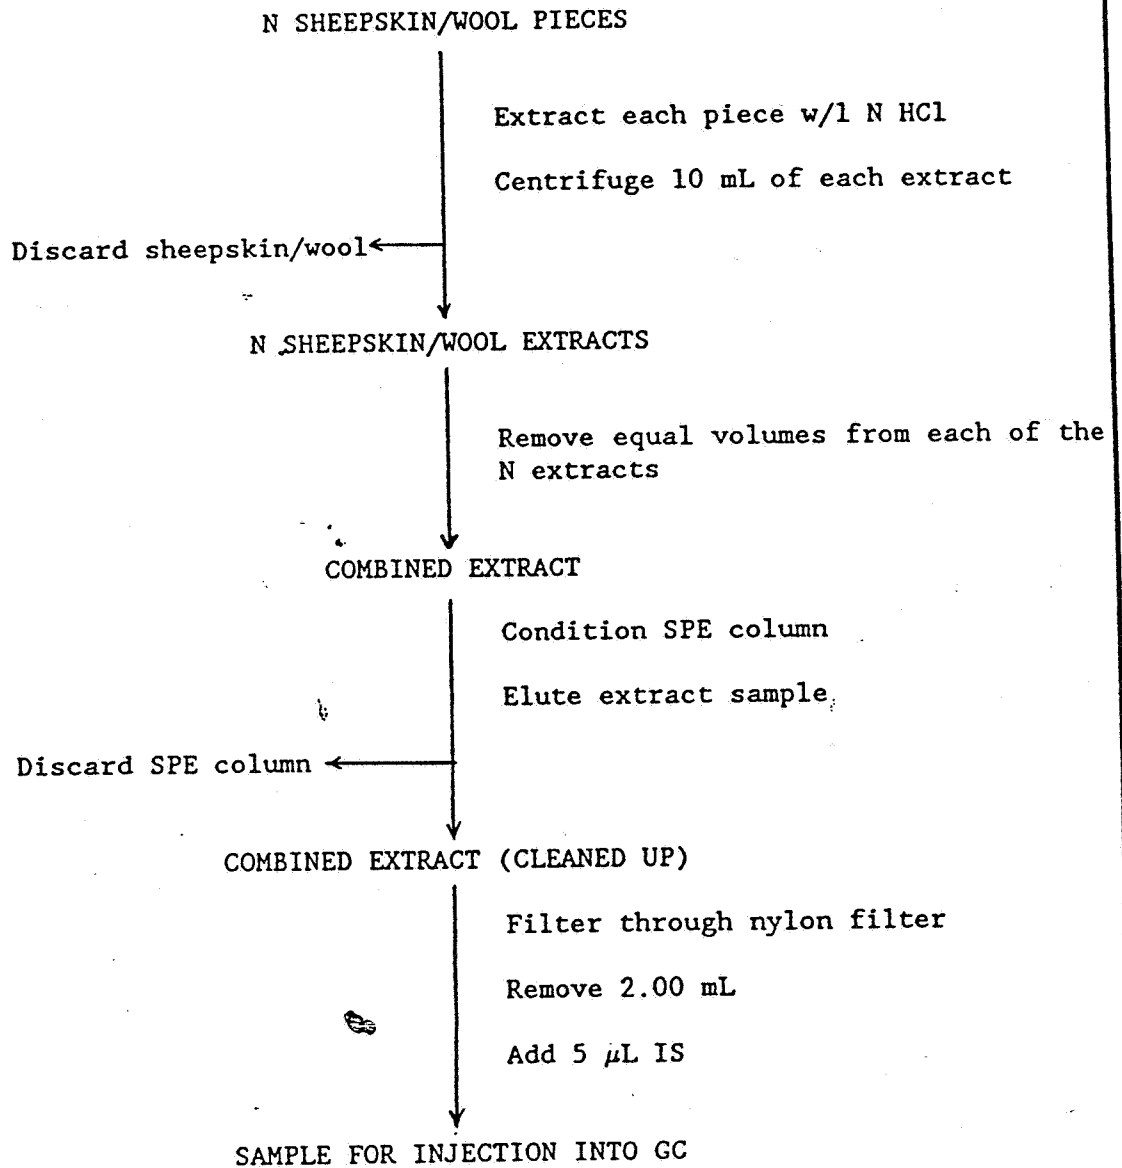 N SHEEPSKIN/WOOL PIECES
Extract each piece w/1 N HCl
Centrifuge 10 mL of each extract
Discard sheepskin/wool
N SHEEPSKIN/WOOL EXTRACTS
Remove equal volumes from each of the
N extracts
COMBINED EXTRACT
Condition SPE column
Elute extract sample
Discard SPE column
COMBINED EXTRACT (CLEANED UP)
Filter through nylon filter
Remove 2.00 mL
Add 5 μL IS
SAMPLE FOR INJECTION INTO GC